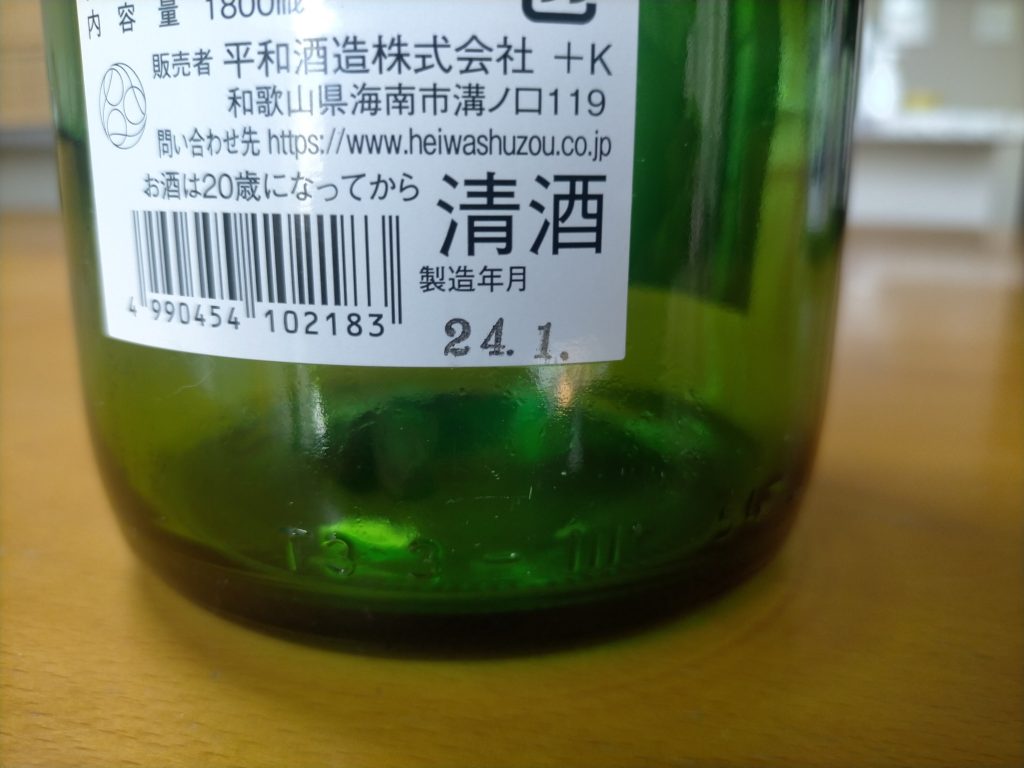 内容量 1800ml
販売者 平和酒造株式会社 +K
和歌山県海南市溝ノ口119
問い合わせ先 https://www.heiwashuzou.co.jp
お酒は20歳になってから
清酒
4 990454 102183
製造年月
24.1.
13 3 -